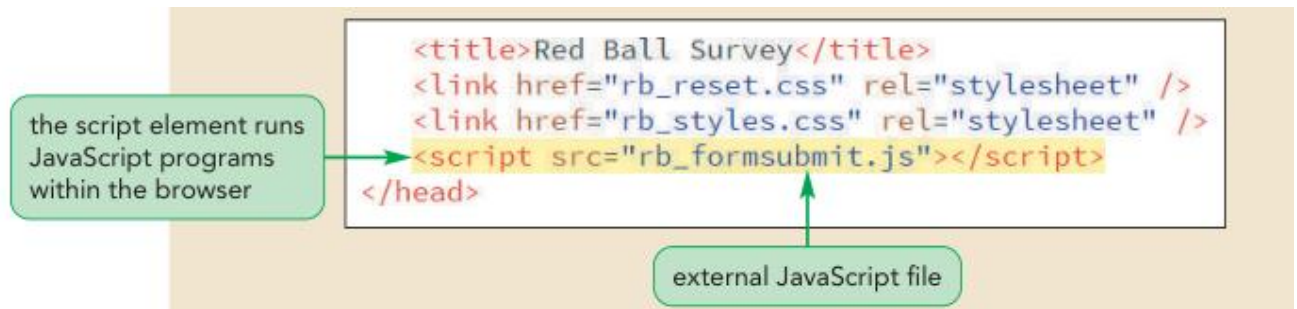 <title>Red Ball Survey</title>
<link href="rb_reset.css" rel="stylesheet" />
<link href="rb_styles.css" rel="stylesheet" />
<script src="rb_formsubmit.js"></script>
</head>
the script element runs
JavaScript programs
within the browser
external JavaScript file